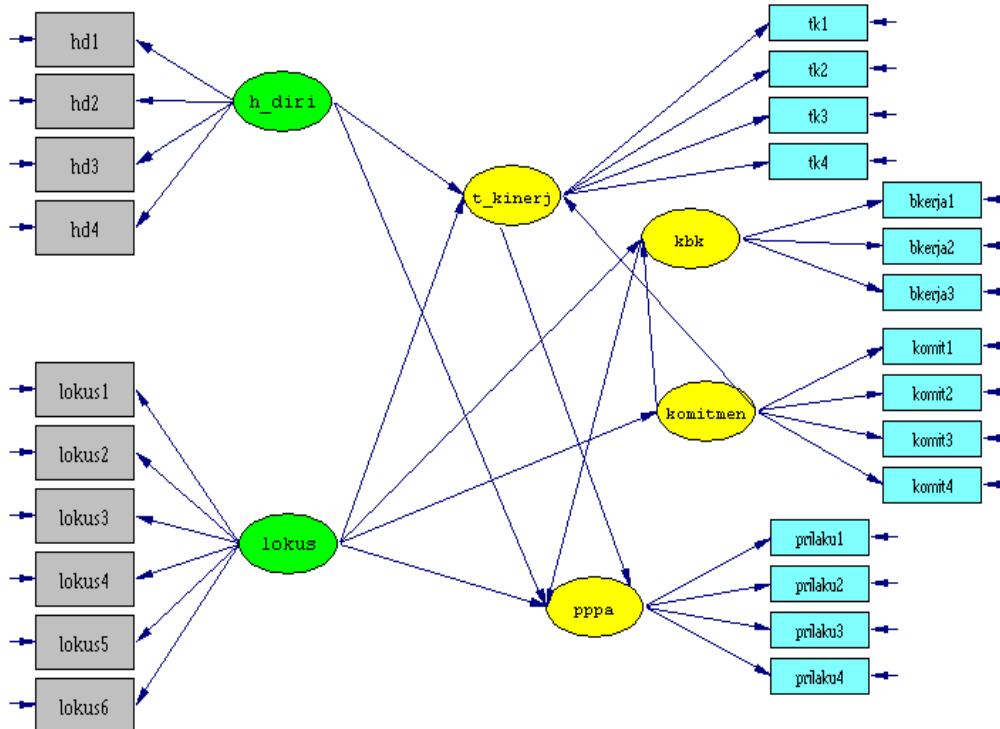 hd1
hd2
hd3
hd4
h_diri
tk1
tk2
tk3
tk4
t_kinerj
kbk
bkerja1
bkerja2
bkerja3
lokus1
lokus2
lokus3
lokus4
lokus5
lokus6
lokus
komitmen
komit1
komit2
komit3
komit4
pppa
prilaku1
prilaku2
prilaku3
prilaku4